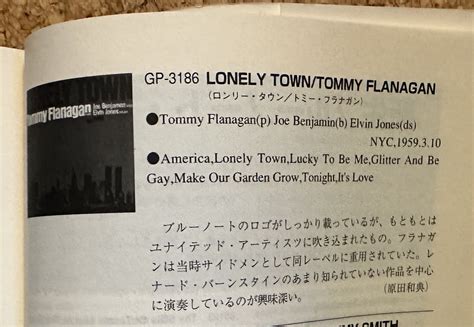 LONELY TOWN
Tommy Flanagan Joe Benjamin
Elvin Jones
GP-3186 LONELY TOWN/TOMMY FLANAGAN
(ロンリー・タウン／トミー・フラナガン)
●Tommy Flanagan(p) Joe Benjamin(b) Elvin Jones(ds)
NYC,1959.3.10
●America,Lonely Town,Lucky To Be Me,Glitter And Be
Gay,Make Our Garden Grow,Tonight,It's Love
ブルーノートのロゴがしっかり載っているが、もともとは
ユナイテッド・アーティスツに吹き込まれたもの。フラナガ
ンは当時サイドメンとして同レーベルに重用されていた。レ
ナード・バーンスタインのあまり知られていない作品を中心
に演奏しているのが興味深い。 (原田和典)
SMITH